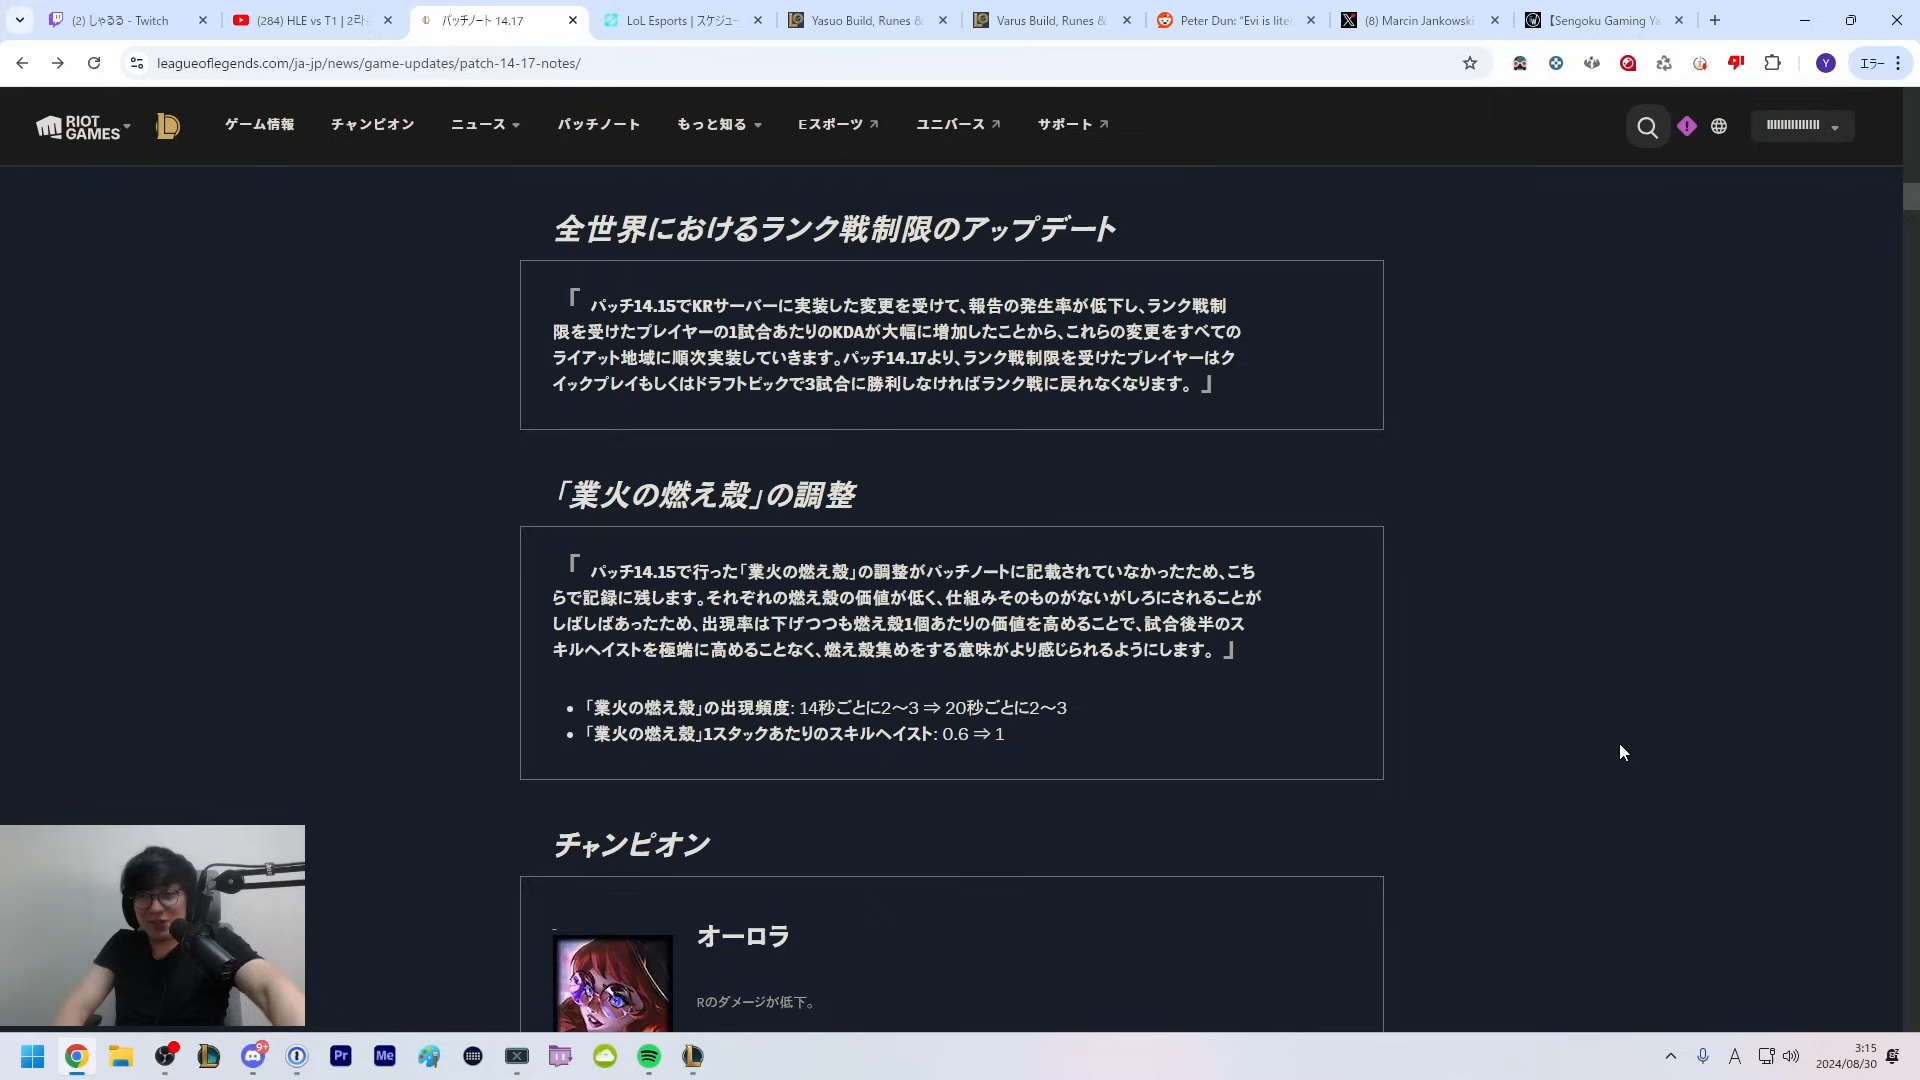 (2) しゃるる - Twitch
(284) HLE vs T1 | 2라
パッチノート 14.17
LoL Esports | スケジュー
Yasuo Build, Runes &
Varus Build, Runes &
Peter Dun: "Evi is lite
(8) Marcin Jankowski
【Sengoku Gaming Ya
leagueoflegends.com/ja-jp/news/game-updates/patch-14-17-notes/
Y
エラー
RIOT GAMES
ゲーム情報
チャンピオン
ニュース
パッチノート
もっと知る
Eスポーツ
ユニバース
サポート
全世界におけるランク戦制限のアップデート
「パッチ14.15でKRサーバーに実装した変更を受けて、報告の発生率が低下し、ランク戦制
限を受けたプレイヤーの1試合あたりのKDAが大幅に増加したことから、これらの変更をすべての
ライアット地域に順次実装していきます。パッチ14.17より、ランク戦制限を受けたプレイヤーはク
イックプレイもしくはドラフトピックで3試合に勝利しなければランク戦に戻れなくなります。」
「業火の燃え殻」の調整
「パッチ14.15で行った「業火の燃え殻」の調整がパッチノートに記載されていなかったため、こち
らで記録に残します。それぞれの燃え殻の価値が低く、仕組みそのものがないがしろにされることが
しばしばあったため、出現率は下げつつも燃え殻1個あたりの価値を高めることで、試合後半のス
キルヘイストを極端に高めることなく、燃え殻集めをする意味がより感じられるようにします。」
• 「業火の燃え殻」の出現頻度: 14秒ごとに2～3 ⇒ 20秒ごとに2～3
• 「業火の燃え殻」1スタックあたりのスキルヘイスト: 0.6 ⇒ 1
チャンピオン
オーロラ
Rのダメージが低下。
9+
Pr
Me
A
3:15
2024/08/30